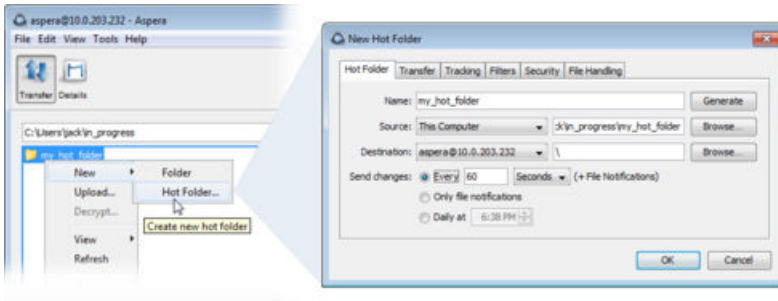 aspera@10.0.203.232 - Aspera
File Edit View Tools Help
Transfer Details
C:\Users\jack\in_progress
my_hot_folder
New Folder
Upload... Hot Folder...
Decrypt...
Create new hot folder
View
Refresh
New Hot Folder
Hot Folder Transfer Tracking Filters Security File Handling
Name: my_hot_folder Generate
Source: This Computer :k\in_progress\my_hot_folder Browse...
Destination: aspera@10.0.203.232 \ Browse...
Send changes: Every 60 Seconds (+ File Notifications)
Only file notifications
Daily at 6:38 PM
OK Cancel